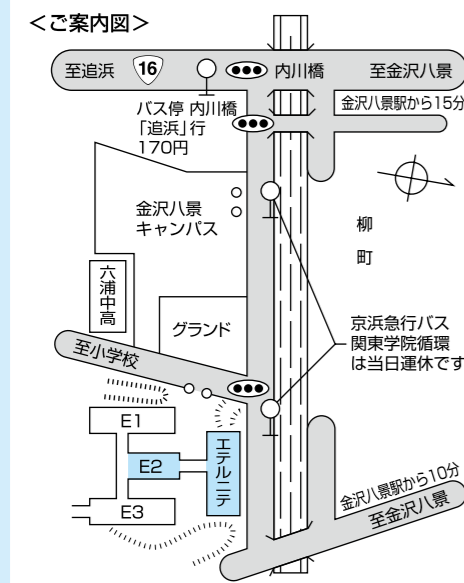 ＜ご案内図＞
至追浜
16
内川橋
至金沢八景
バス停 内川橋
「追浜」行
170円
金沢八景駅から15分
金沢八景
キャンパス
柳町
六浦中高
グランド
京浜急行バス
関東学院循環
は当日運休です
至小学校
E1
E2
E3
エテルニテ
金沢八景駅から10分
至金沢八景